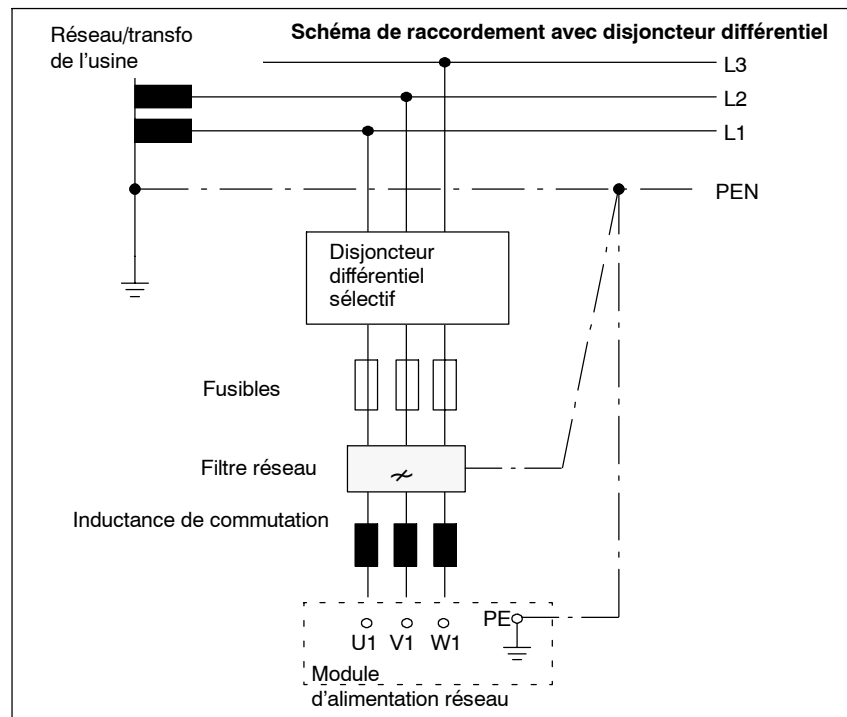 Réseau/transfo
de l'usine
Schéma de raccordement avec disjoncteur différentiel
L3
L2
L1
PEN
Disjoncteur
différentiel
sélectif
Fusibles
Filtre réseau
Inductance de commutation
PE
U1 V1 W1
Module
d'alimentation réseau